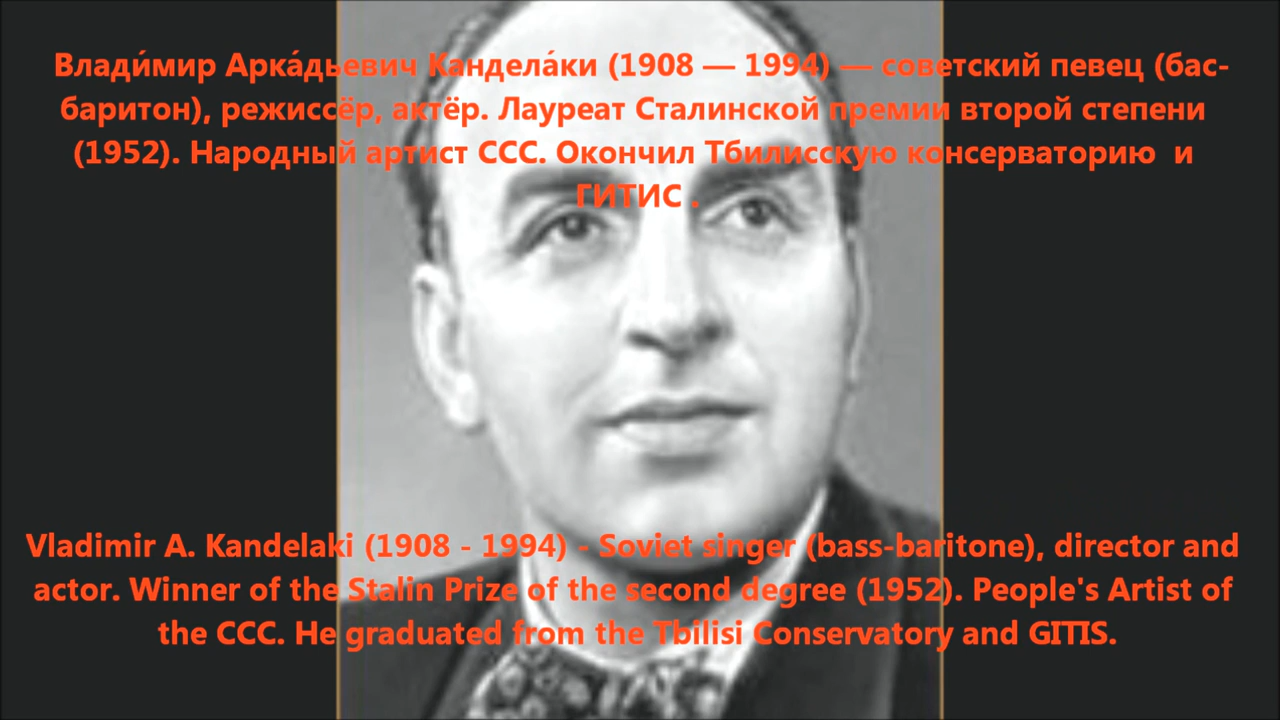 Влади́мир Арка́дьевич Кандела́ки (1908 — 1994) — советский певец (бас-
баритон), режиссёр, актёр. Лауреат Сталинской премии второй степени
(1952). Народный артист ССС. Окончил Тбилисскую консерваторию  и
ГИТИС .
Vladimir A. Kandelaki (1908 - 1994) - Soviet singer (bass-baritone), director and
actor. Winner of the Stalin Prize of the second degree (1952). People's Artist of
the CCC. He graduated from the Tbilisi Conservatory and GITIS.